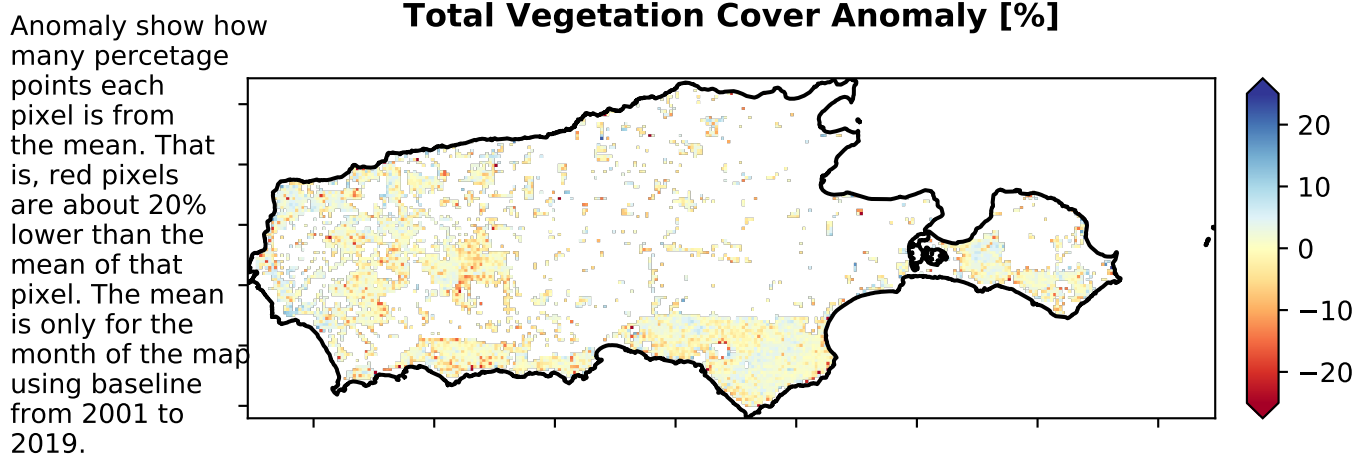 Total Vegetation Cover Anomaly [%]
Anomaly show how
many percetage
points each
pixel is from
the mean. That
is, red pixels
are about 20%
lower than the
mean of that
pixel. The mean
is only for the
month of the map
using baseline
from 2001 to
2019.
20
10
0
−10
−20